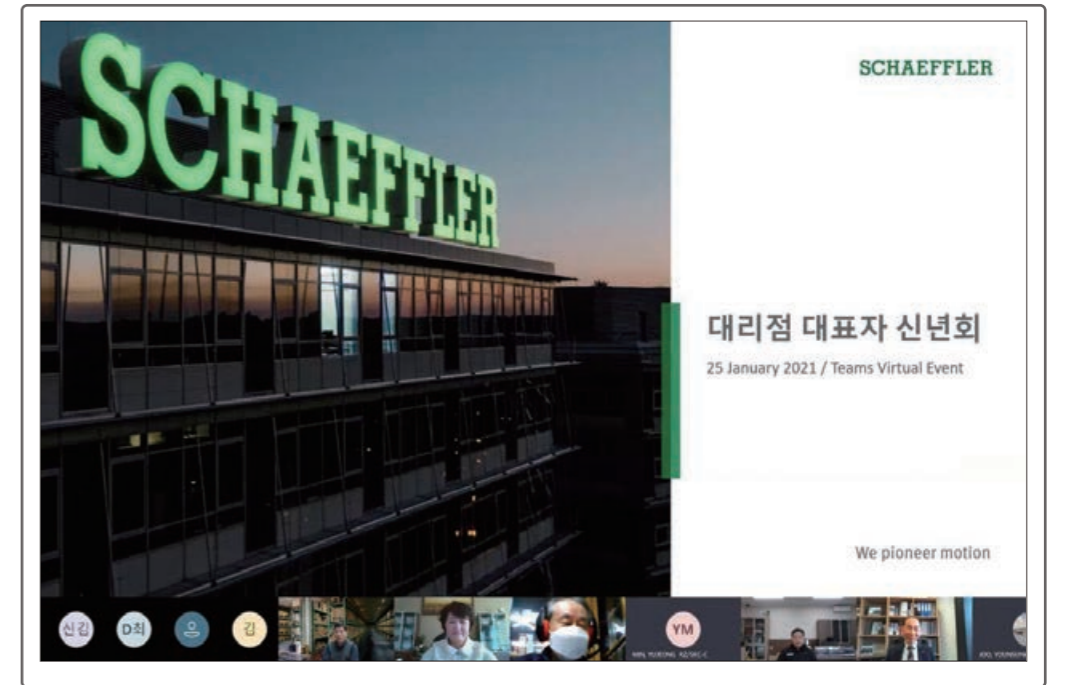 SCHAEFFLER
SCHAEFFLER
대리점 대표자 신년회
25 January 2021 / Teams Virtual Event
We pioneer motion
신김
D최
김
YM